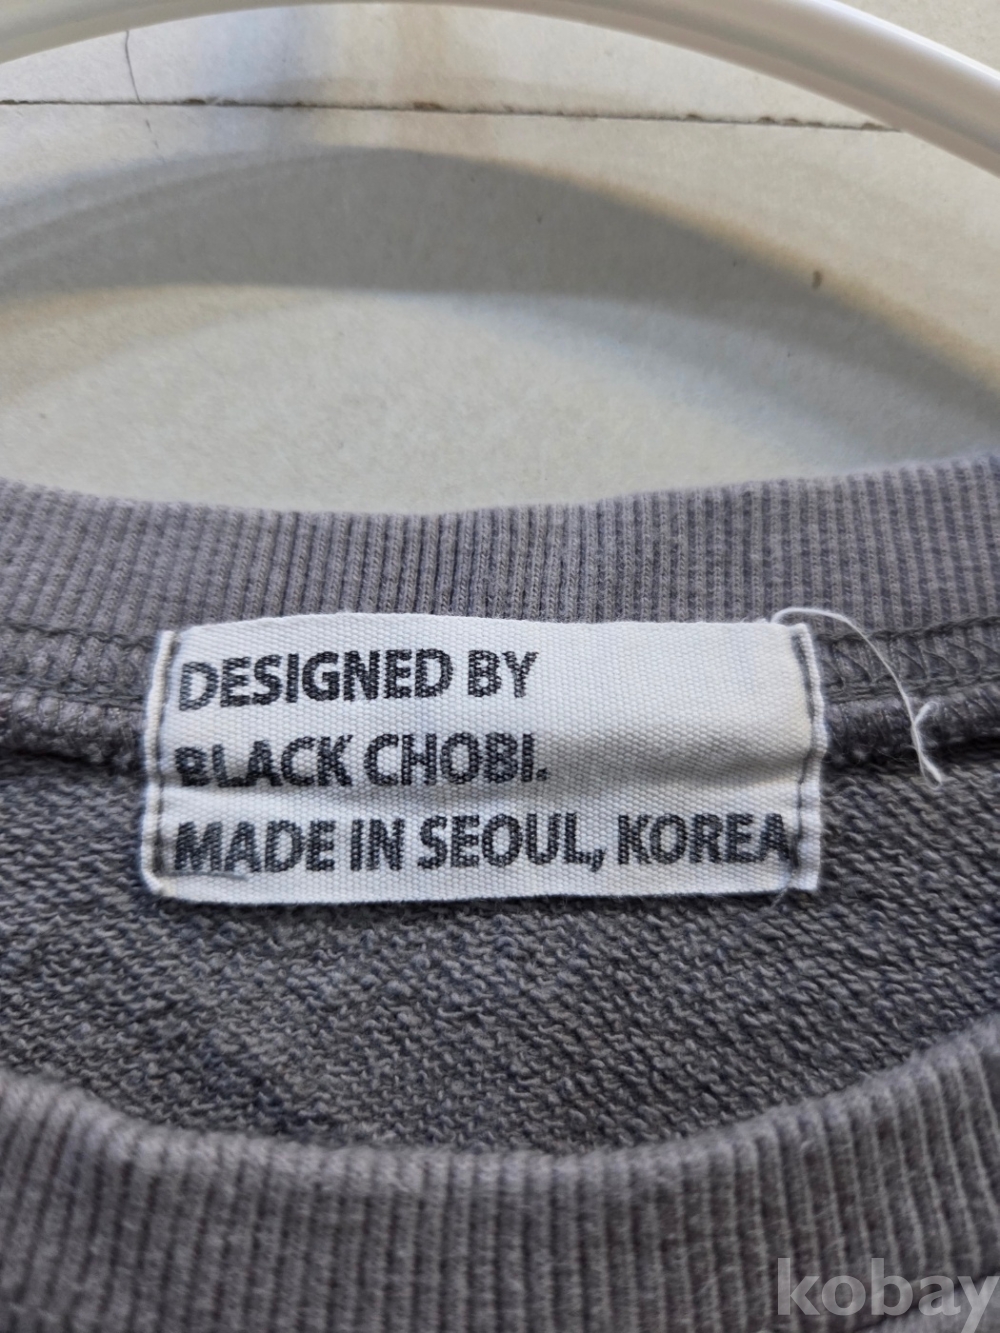 DESIGNED BY
BLACK CHOBI.
MADE IN SEOUL, KOREA
kobay